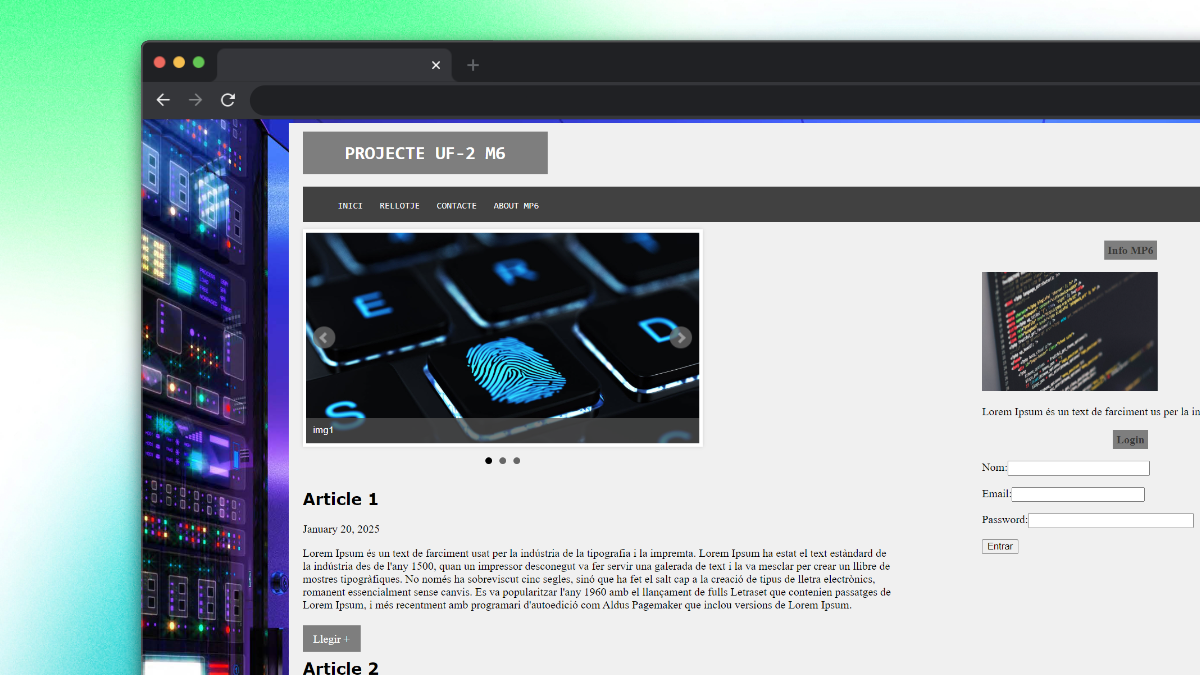 PROJECTE UF-2 M6
INICI RELLOTJE CONTACTE ABOUT MP6
E R T
S D C
img1
Article 1
January 20, 2025
Lorem Ipsum és un text de farciment usat per la indústria de la tipografia i la impremta. Lorem Ipsum ha estat el text estàndard de
la indústria des de l'any 1500, quan un impressor desconegut va fer servir una galerada de text i la va mesclar per crear un llibre de
mostres tipogràfiques. No només ha sobreviscut cinc segles, sinó que ha fet el salt cap a la creació de tipus de lletra electrònics,
romanent essencialment sense canvis. Es va popularitzar l'any 1960 amb el llançament de fulls Letraset que contenien passatges de
Lorem Ipsum, i més recentment amb programari d'autoedició com Aldus Pagemaker que inclou versions de Lorem Ipsum.
Llegir +
Article 2
Info MP6
Lorem Ipsum és un text de farciment us per la in
Login
Nom:
Email:
Password:
Entrar